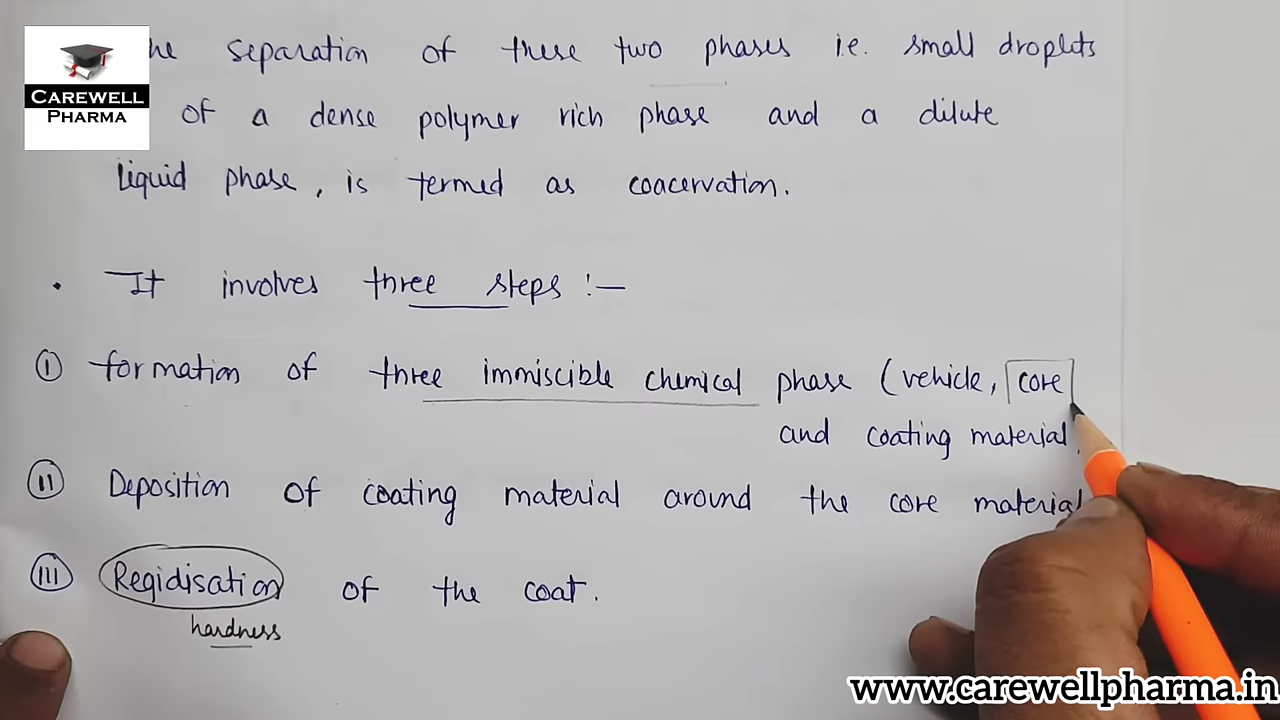 CAREWELL
PHARMA
he separation of these two phases i.e. small droplets
of a dense polymer rich phase and a dilute
liquid phase, is termed as coacervation.
• It involves three steps :-
(I) formation of three immiscible chemical phase (vehicle, core
and coating material.
(II) Deposition of coating material around the core material
(III) Regidisation of the coat.
hardness
www.carewellpharma.in